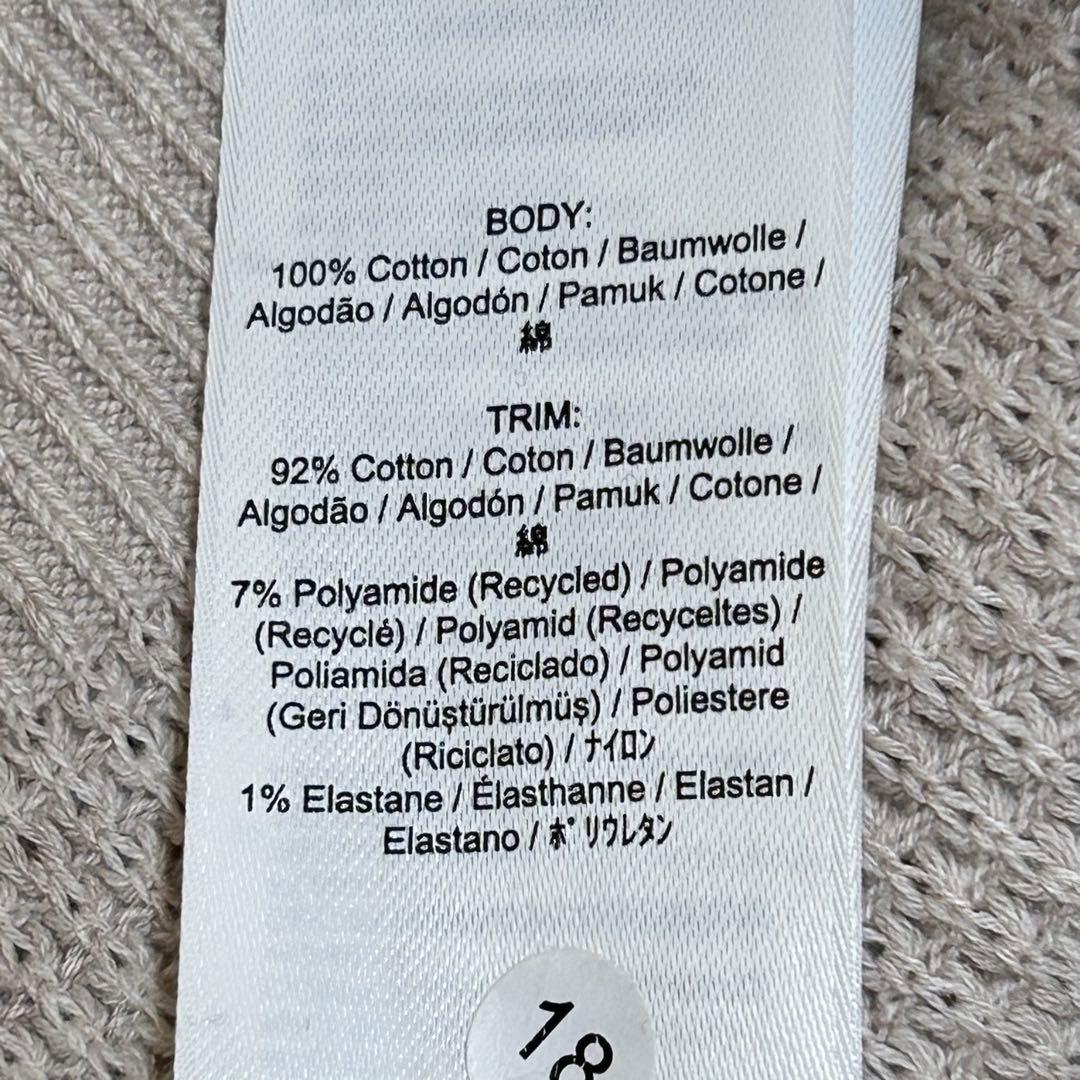 BODY:
100% Cotton / Coton / Baumwolle /
Algodão / Algodón / Pamuk / Cotone /
綿
TRIM:
92% Cotton / Coton / Baumwolle /
Algodão / Algodón / Pamuk / Cotone /
綿
7% Polyamide (Recycled) / Polyamide
(Recyclé) / Polyamid (Recyceltes) /
Poliamida (Reciclado) / Polyamid
(Geri Dönüştürülmüş) / Poliestere
(Riciclato) / ナイロン
1% Elastane / Élasthanne / Elastan /
Elastano / ポリウレタン
18